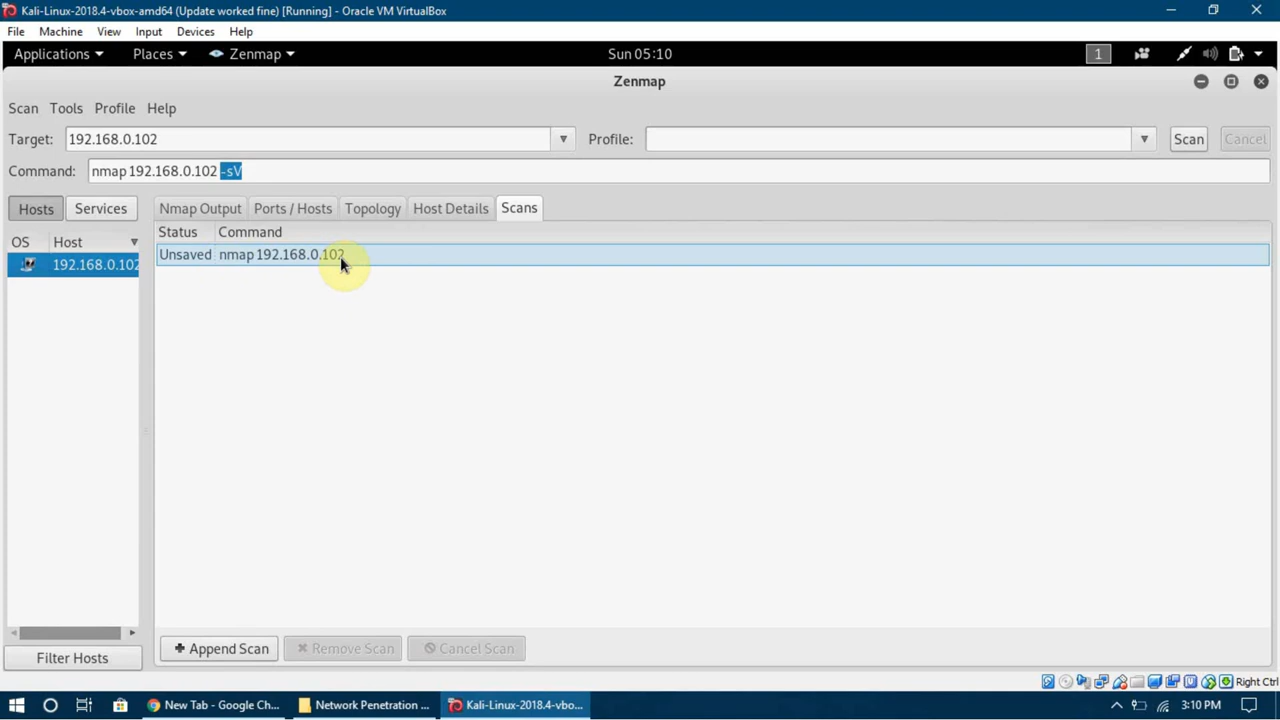 Kali-Linux-2018.4-vbox-amd64 (Update worked fine) [Running] - Oracle VM VirtualBox
File Machine View Input Devices Help
Applications Places Zenmap Sun 05:10 1
Zenmap
Scan Tools Profile Help
Target: 192.168.0.102 Profile: Scan Cancel
Command: nmap 192.168.0.102 -sV
Hosts Services Nmap Output Ports / Hosts Topology Host Details Scans
OS Host Status Command
192.168.0.102 Unsaved nmap 192.168.0.102
Append Scan Remove Scan Cancel Scan
Filter Hosts
Right Ctrl
New Tab - Google Ch... Network Penetration ... Kali-Linux-2018.4-vbo... 3:10 PM